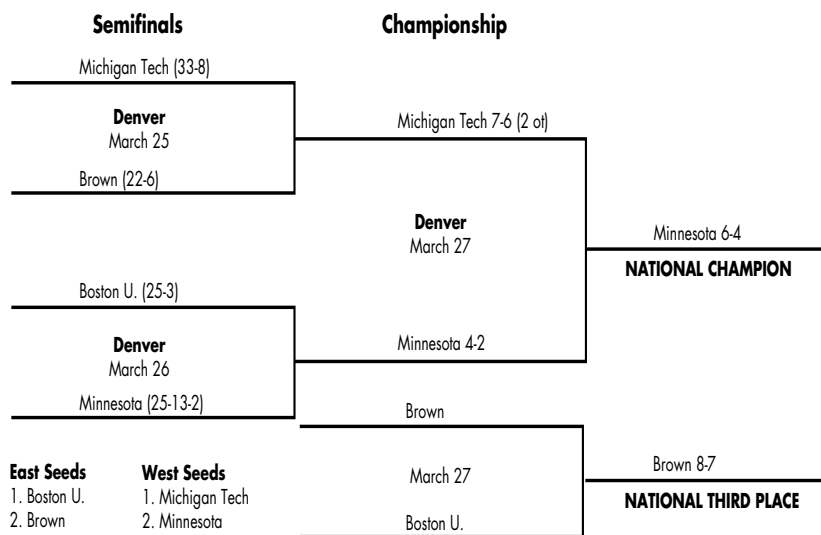 Semifinals
Championship
Michigan Tech (33-8)
Denver
March 25
Michigan Tech 7-6 (2 ot)
Brown (22-6)
Denver
March 27
Minnesota 6-4
NATIONAL CHAMPION
Boston U. (25-3)
Denver
March 26
Minnesota 4-2
Minnesota (25-13-2)
Brown
March 27
Boston U.
Brown 8-7
NATIONAL THIRD PLACE
East Seeds
1. Boston U.
2. Brown
West Seeds
1. Michigan Tech
2. Minnesota